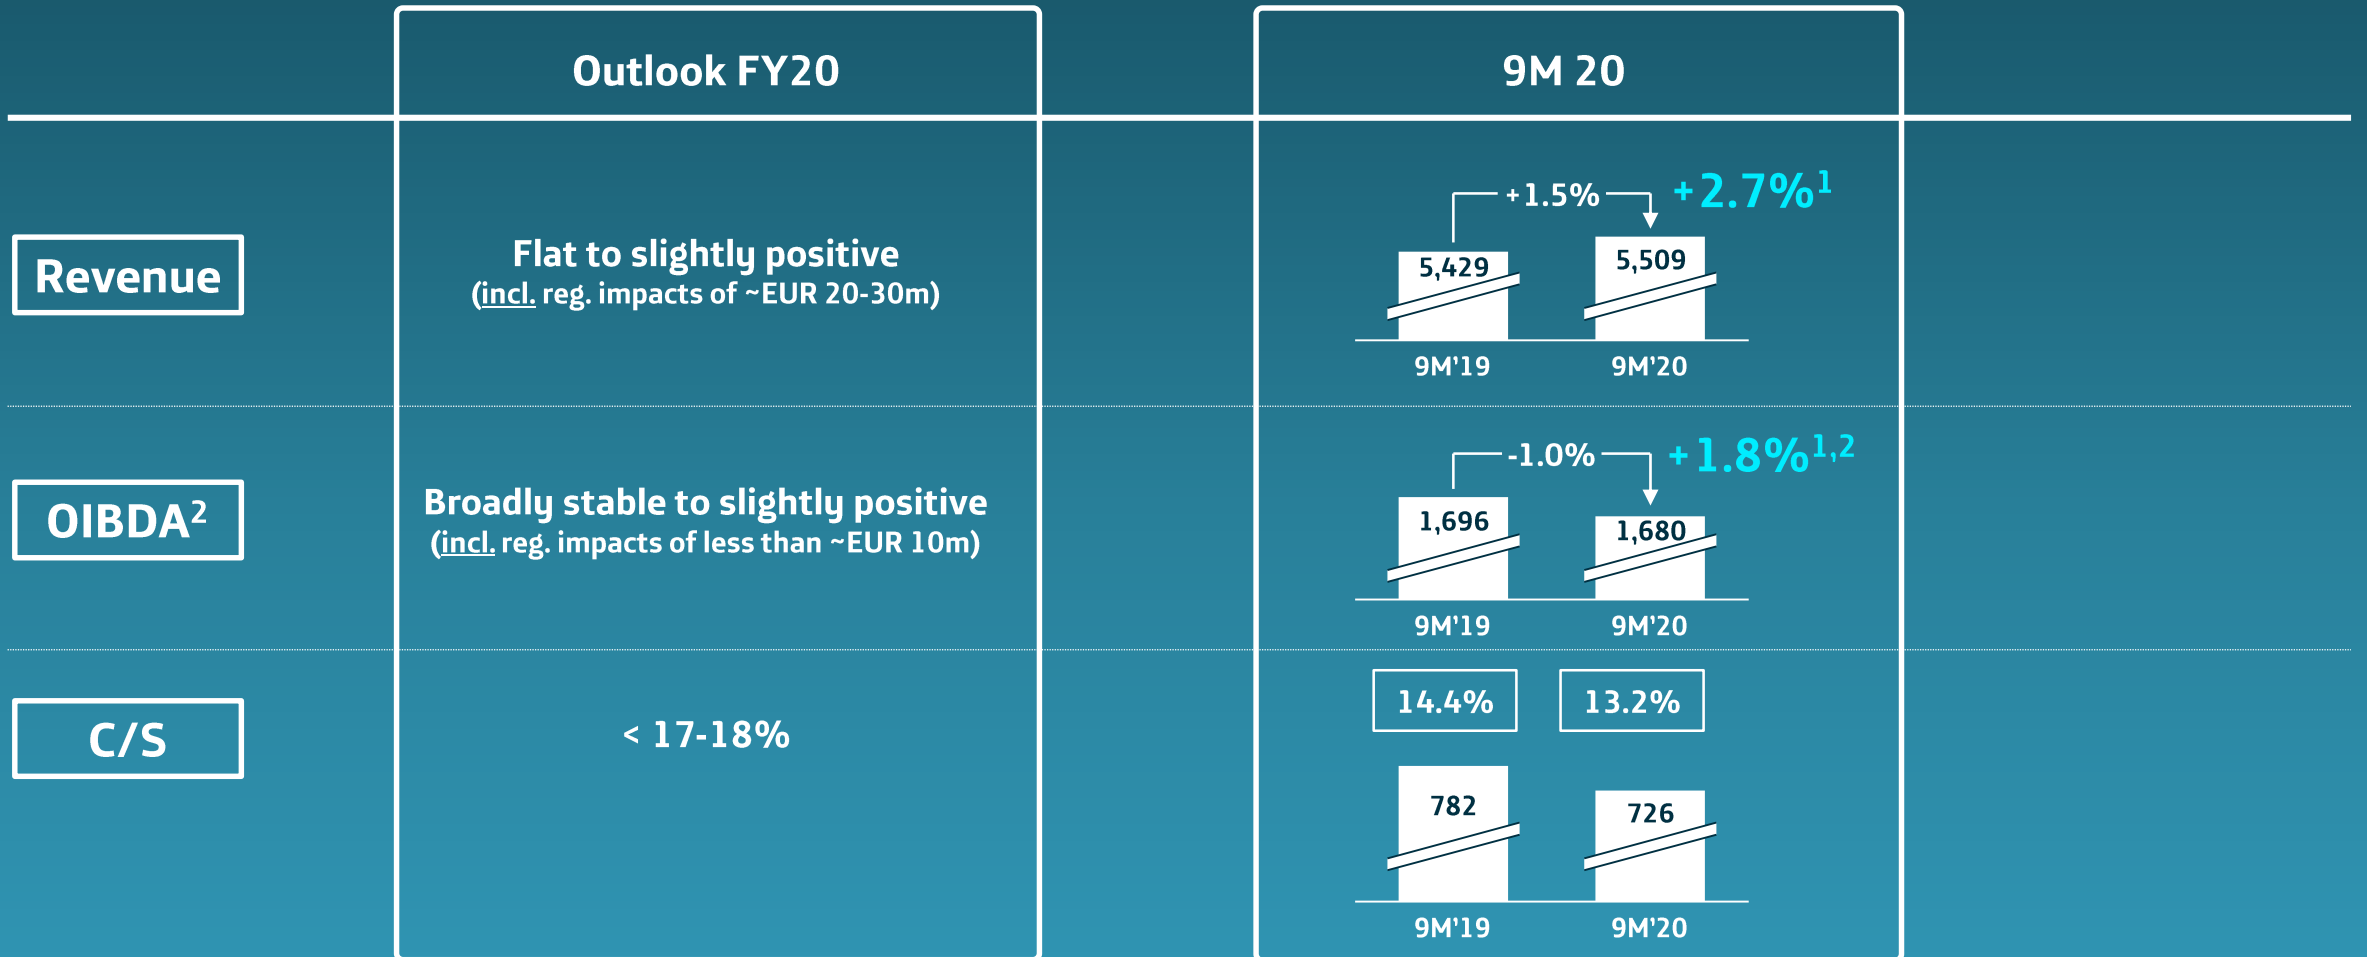 Outlook FY20
9M 20
Revenue
Flat to slightly positive
(incl. reg. impacts of ~EUR 20-30m)
+1.5%
+2.7%¹
5,429
5,509
9M’19
9M’20
OIBDA²
Broadly stable to slightly positive
(incl. reg. impacts of less than ~EUR 10m)
-1.0%
+1.8%¹,²
1,696
1,680
9M’19
9M’20
C/S
< 17-18%
14.4%
13.2%
782
726
9M’19
9M’20